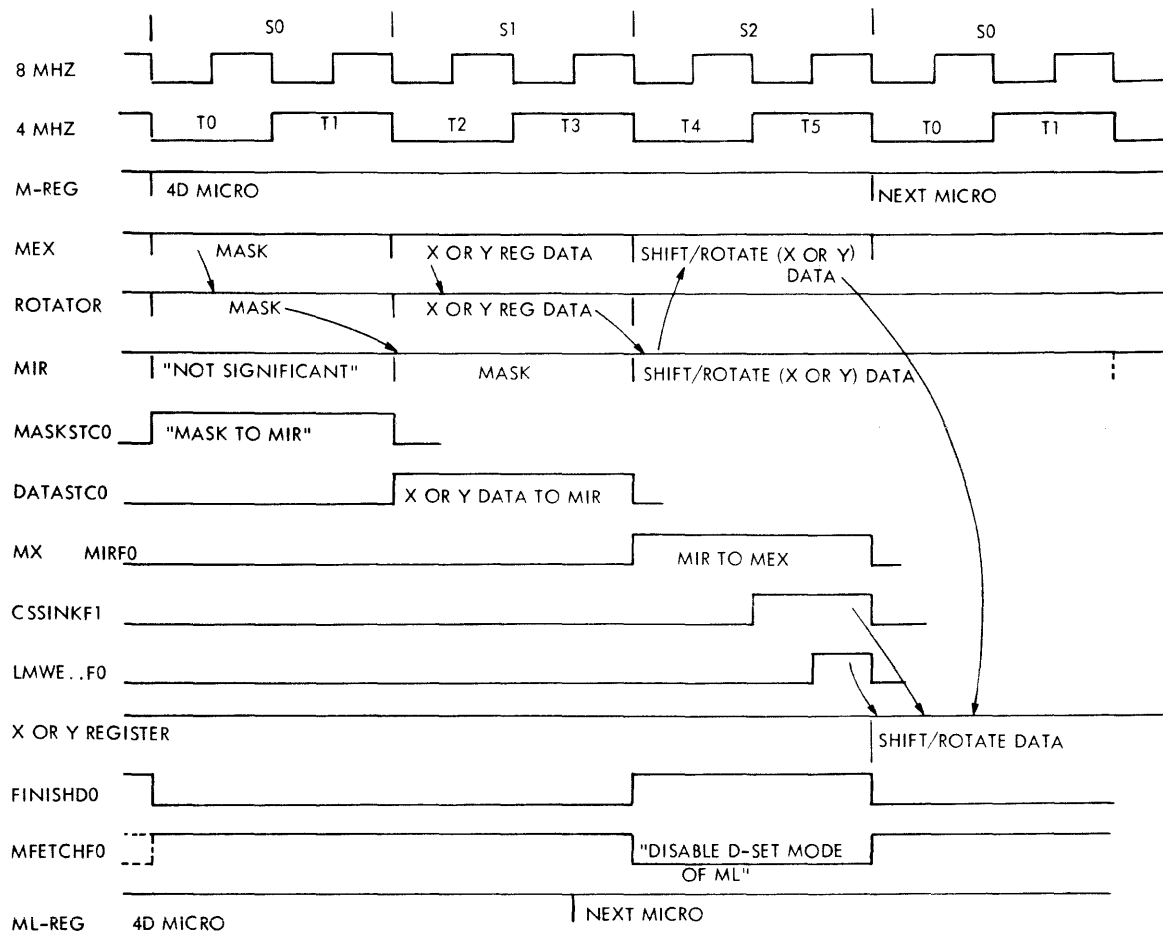 S0 S1 S2 S0
8 MHZ
4 MHZ T0 T1 T2 T3 T4 T5 T0 T1
M-REG 4D MICRO NEXT MICRO
MEX MASK X OR Y REG DATA SHIFT/ROTATE (X OR Y)
DATA
ROTATOR MASK X OR Y REG DATA
MIR "NOT SIGNIFICANT" MASK SHIFT/ROTATE (X OR Y) DATA
MASKSTC0 "MASK TO MIR"
DATASTC0 X OR Y DATA TO MIR
MX MIRF0 MIR TO MEX
CSSINKF1
LMWE..F0
X OR Y REGISTER SHIFT/ROTATE DATA
FINISHD0
MFETCHF0 "DISABLE D-SET MODE
OF ML"
ML-REG 4D MICRO NEXT MICRO